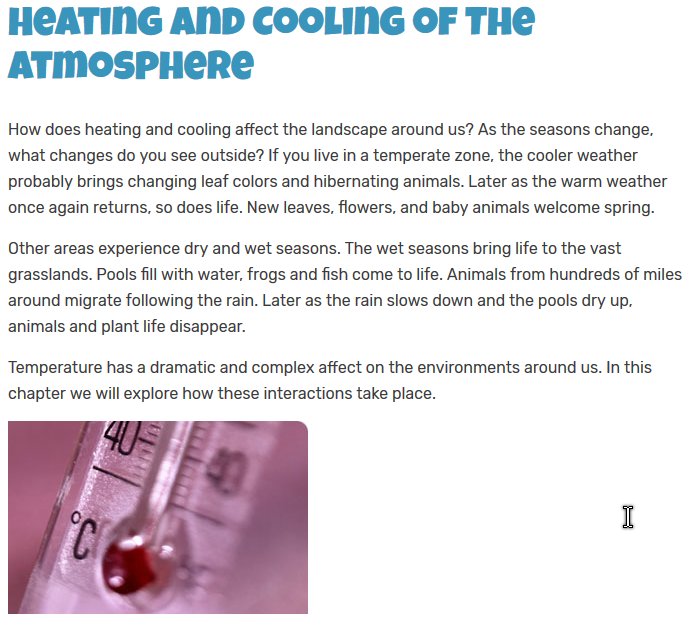 Heating and Cooling of the
Atmosphere
How does heating and cooling affect the landscape around us? As the seasons change,
what changes do you see outside? If you live in a temperate zone, the cooler weather
probably brings changing leaf colors and hibernating animals. Later as the warm weather
once again returns, so does life. New leaves, flowers, and baby animals welcome spring.
Other areas experience dry and wet seasons. The wet seasons bring life to the vast
grasslands. Pools fill with water, frogs and fish come to life. Animals from hundreds of miles
around migrate following the rain. Later as the rain slows down and the pools dry up,
animals and plant life disappear.
Temperature has a dramatic and complex affect on the environments around us. In this
chapter we will explore how these interactions take place.
40
40
°C